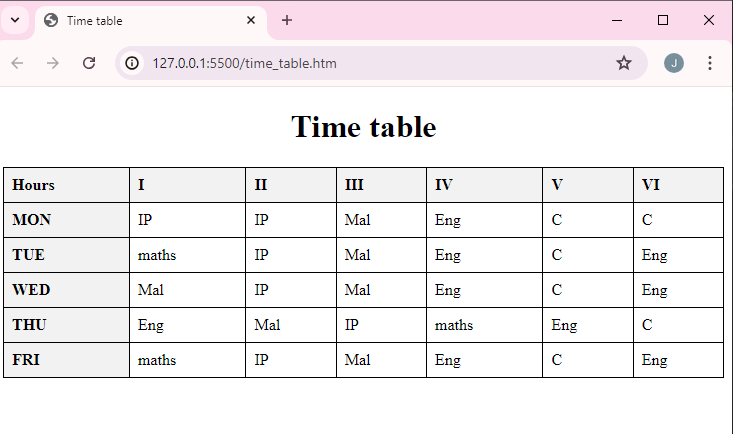 Time table
127.0.0.1:5500/time_table.htm
J
Time table
Hours I II III IV V VI
MON IP IP Mal Eng C C
TUE maths IP Mal Eng C Eng
WED Mal IP Mal Eng C Eng
THU Eng Mal IP maths Eng C
FRI maths IP Mal Eng C Eng